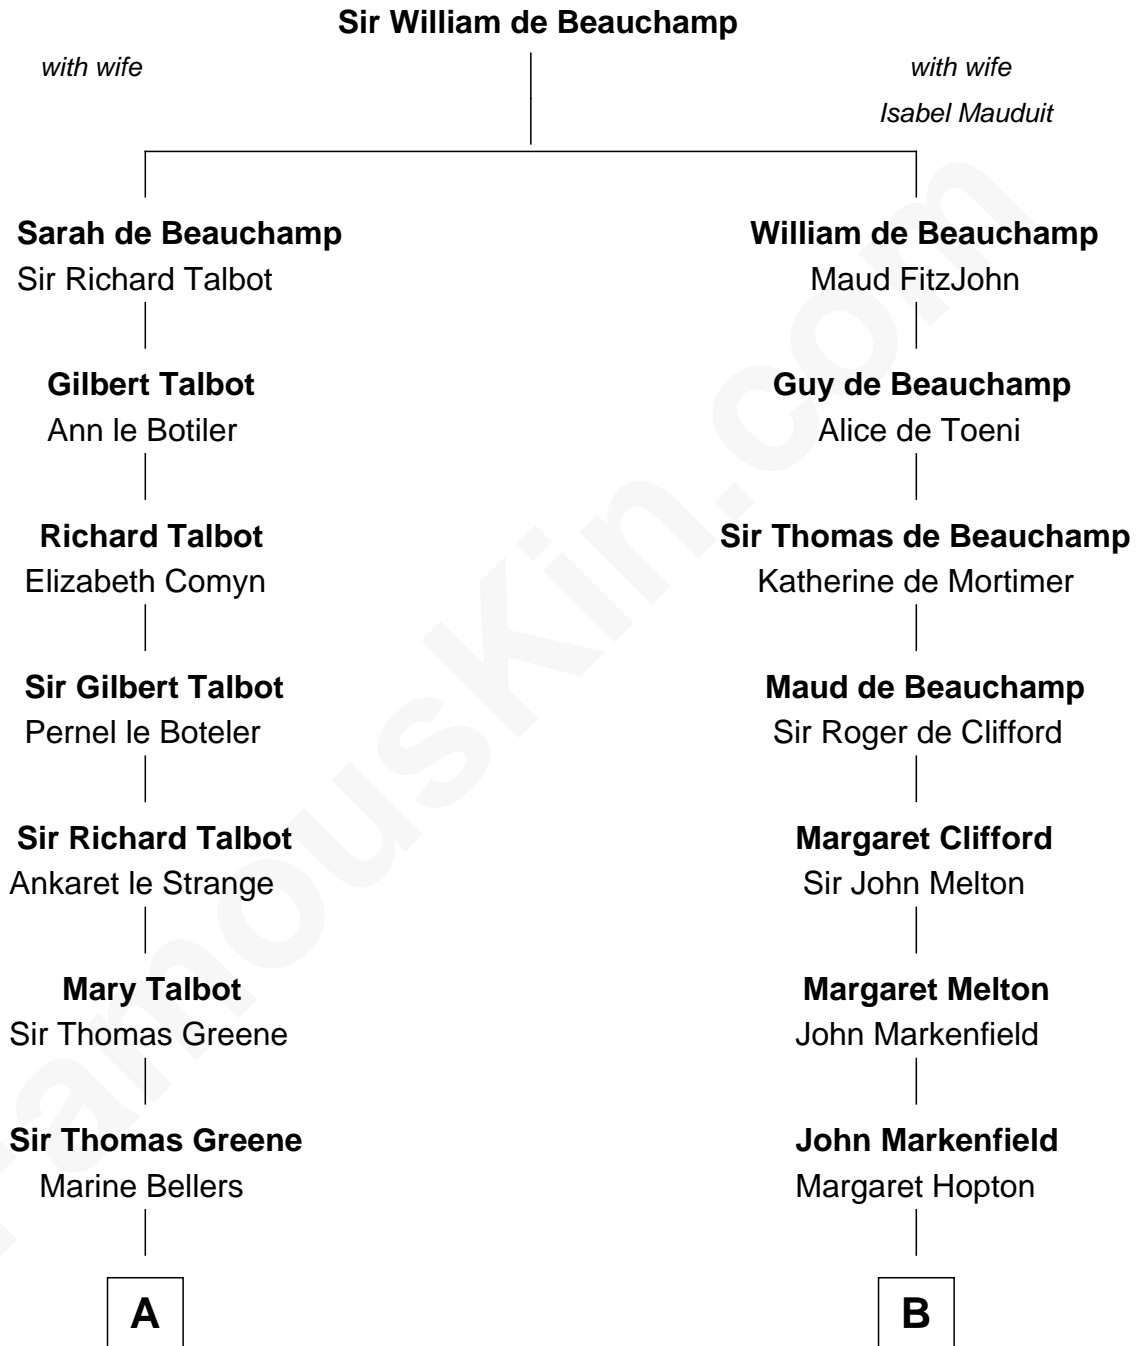 Sir William de Beauchamp
with wife
with wife
Isabel Mauduit
Sarah de Beauchamp
Sir Richard Talbot
William de Beauchamp
Maud FitzJohn
Gilbert Talbot
Ann le Botiler
Guy de Beauchamp
Alice de Toeni
Richard Talbot
Elizabeth Comyn
Sir Thomas de Beauchamp
Katherine de Mortimer
Sir Gilbert Talbot
Pernel le Boteler
Maud de Beauchamp
Sir Roger de Clifford
Sir Richard Talbot
Ankaret le Strange
Margaret Clifford
Sir John Melton
Mary Talbot
Sir Thomas Greene
Margaret Melton
John Markenfield
Sir Thomas Greene
Marine Bellers
John Markenfield
Margaret Hopton
A
B
FamousKin.com